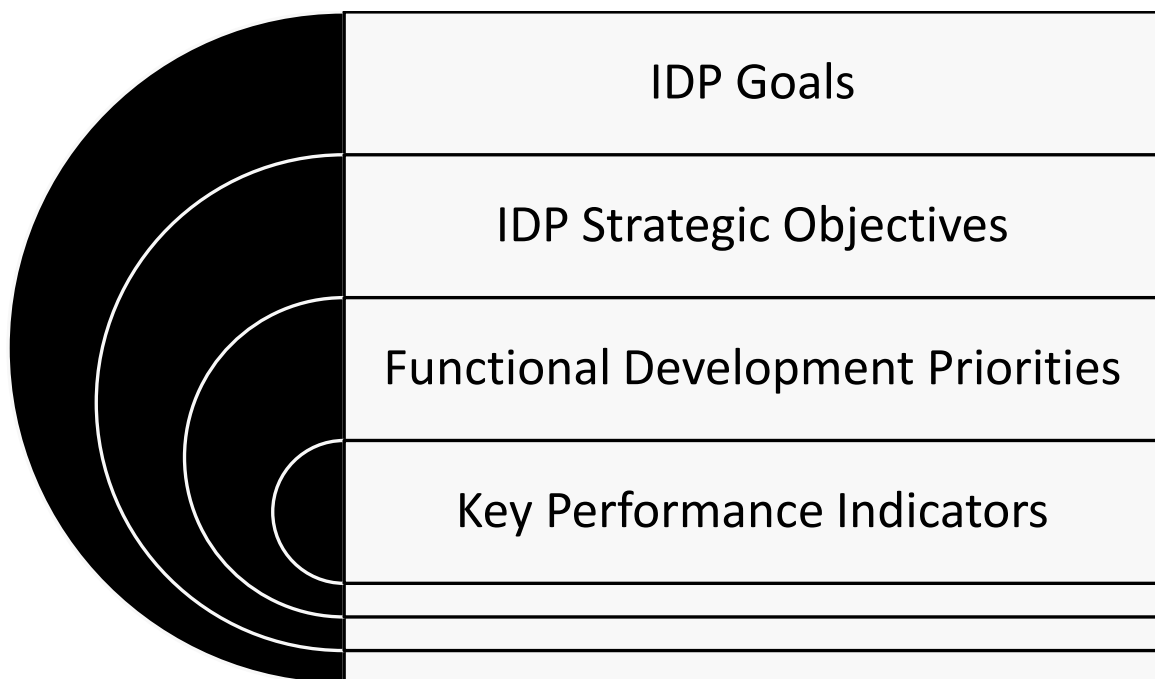 IDP Goals
IDP Strategic Objectives
Functional Development Priorities
Key Performance Indicators